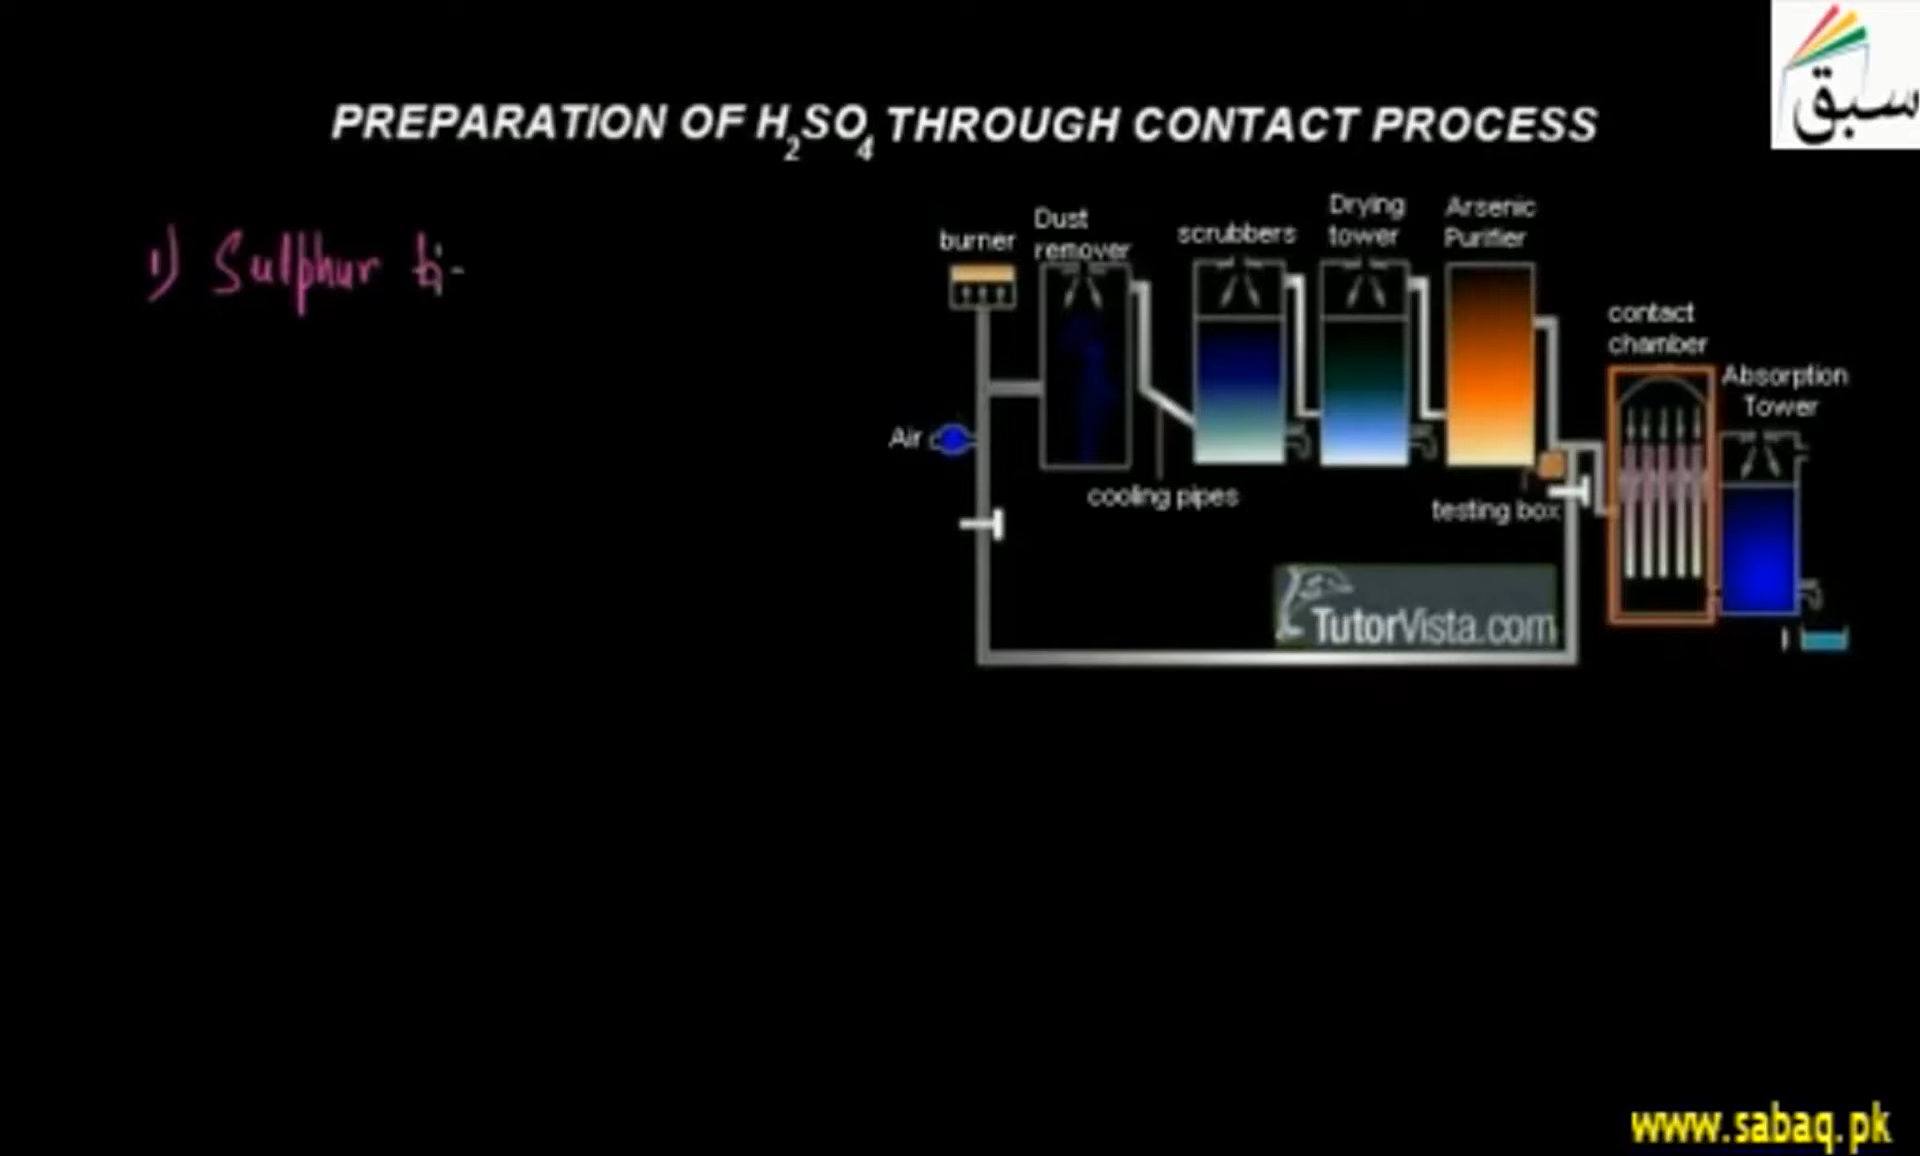 سبق
PREPARATION OF H₂SO₄ THROUGH CONTACT PROCESS
1) Sulphur
burner
Dust
remover
scrubbers
Drying
tower
Arsenic
Purifier
contact
chamber
Absorption
Tower
Air
cooling pipes
testing box
TutorVista.com
www.sabaq.pk